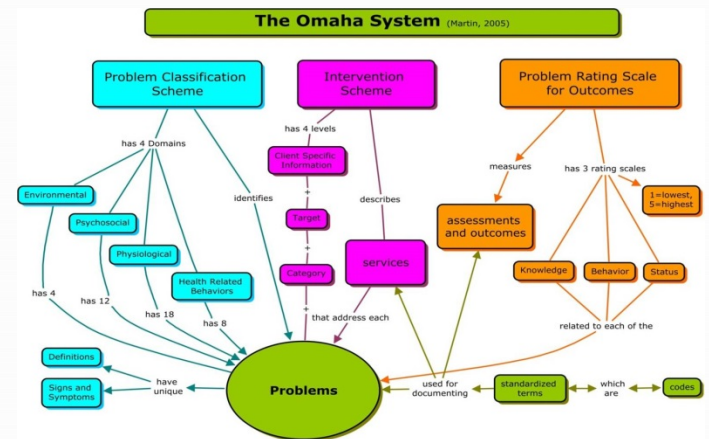 The Omaha System (Martin, 2005)
Problem Classification
Scheme
Intervention
Scheme
Problem Rating Scale
for Outcomes
has 4 Domains
has 4 levels
Client Specific
Information
measures
has 3 rating scales
Environmental
identifies
+
describes
1=lowest,
5=highest
Psychosocial
Target
assessments
and outcomes
Physiological
+
services
Health Related
Behaviors
Category
Knowledge
Behavior
Status
has 4
has 12
has 18
has 8
+
that address each
related to each of the
Definitions
Signs and
Symptoms
have
unique
Problems
used for
documenting
standardized
terms
which
are
codes